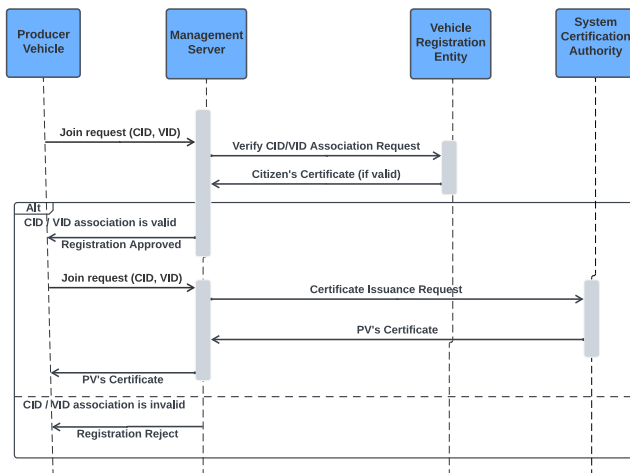 Producer
Vehicle
Management
Server
Vehicle
Registration
Entity
System
Certification
Authority
Join request (CID, VID)
Verify CID/VID Association Request
Citizen's Certificate (if valid)
Alt
CID / VID association is valid
Registration Approved
Join request (CID, VID)
Certificate Issuance Request
PV's Certificate
PV's Certificate
CID / VID association is invalid
Registration Reject